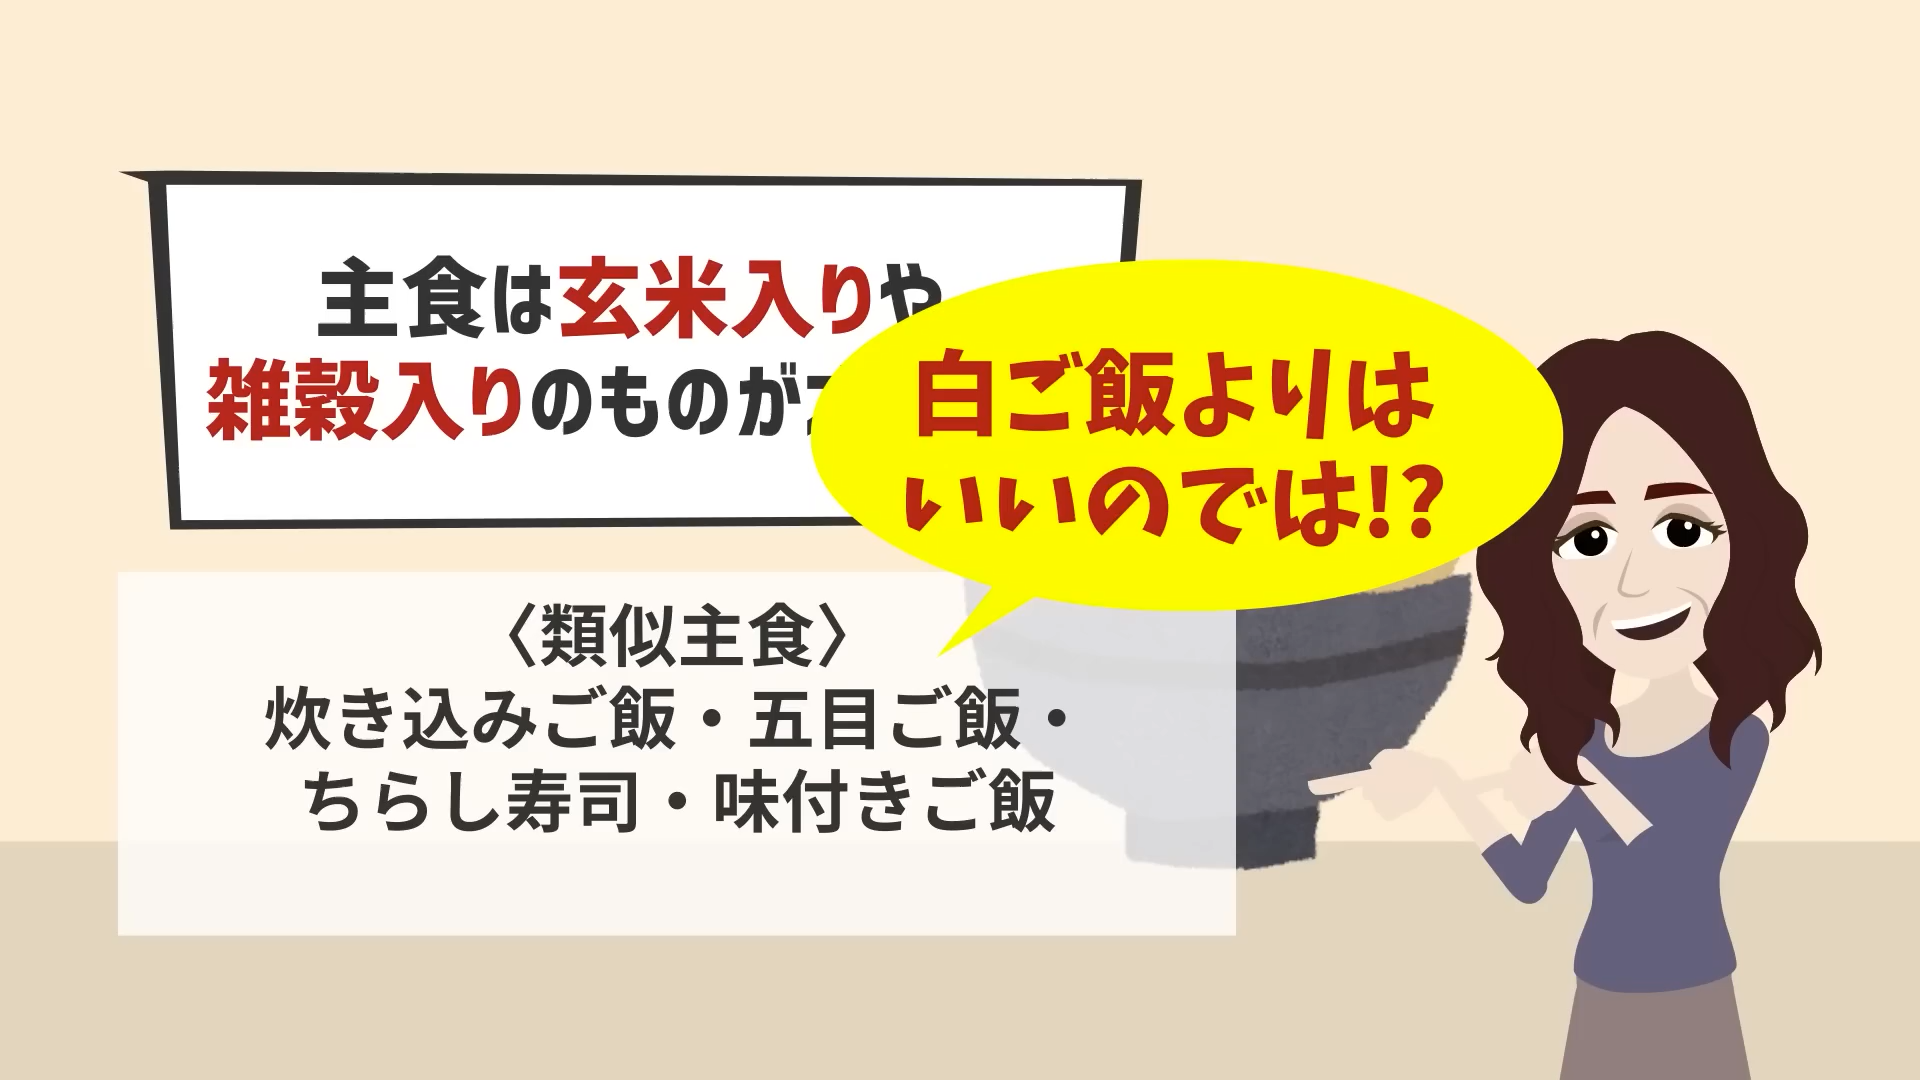 主食は玄米入りや
雑穀入りのものが
白ご飯よりは
いいのでは!?
〈類似主食〉
炊き込みご飯・五目ご飯・
ちらし寿司・味付きご飯